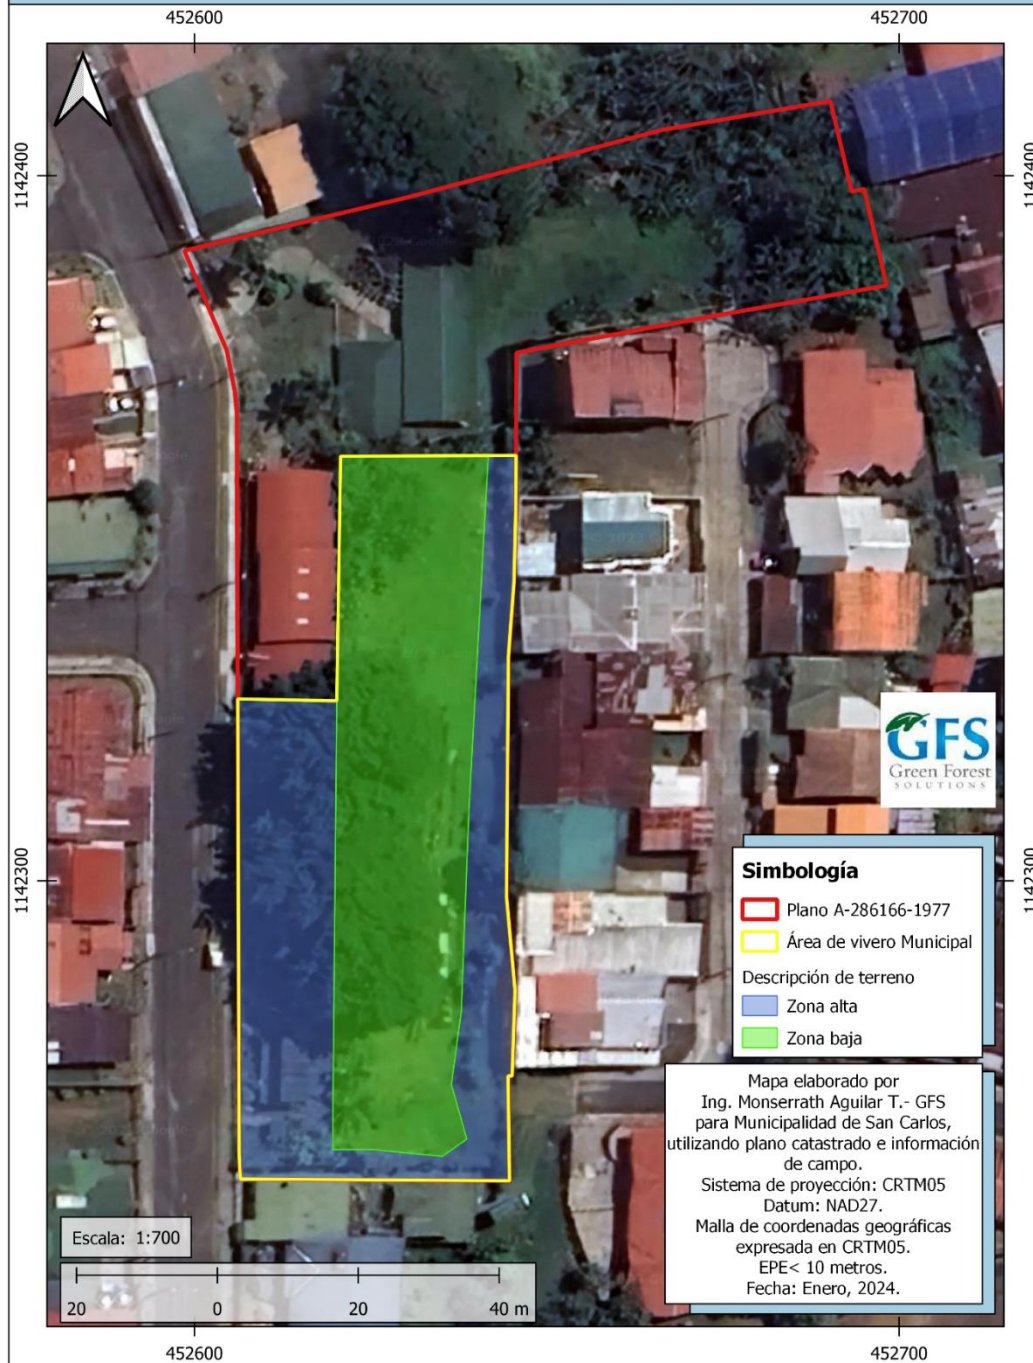 452600
452700
1142400
1142400
1142300
1142300
GFS
Green Forest
SOLUTIONS
Simbología
Plano A-286166-1977
Área de vivero Municipal
Descripción de terreno
Zona alta
Zona baja
Mapa elaborado por
Ing. Monserrath Aguilar T.- GFS
para Municipalidad de San Carlos,
utilizando plano catastrado e información
de campo.
Sistema de proyección: CRTM05
Datum: NAD27.
Malla de coordenadas geográficas
expresada en CRTM05.
EPE< 10 metros.
Fecha: Enero, 2024.
Escala: 1:700
20 0 20 40 m
452600
452700